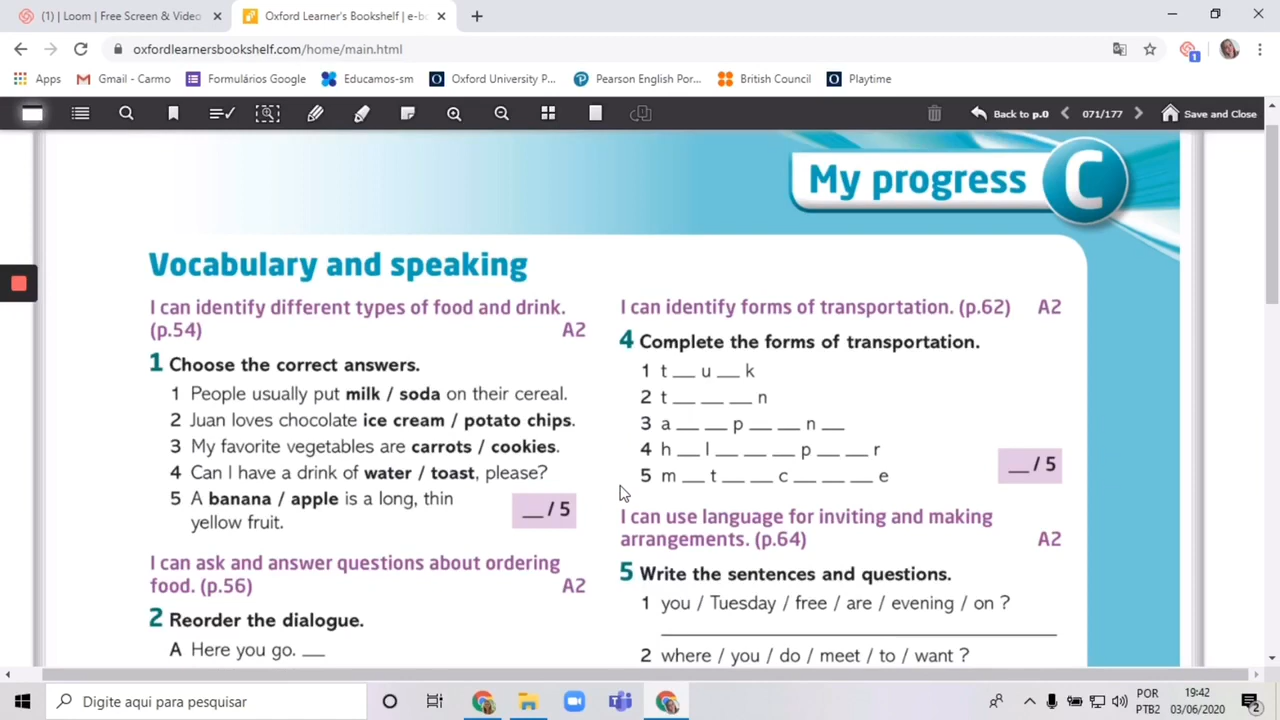 (1) | Loom | Free Screen & Video
Oxford Learner's Bookshelf | e-bo
oxfordlearnersbookshelf.com/home/main.html
Apps
Gmail - Carmo
Formulários Google
Educamos-sm
Oxford University P...
Pearson English Por...
British Council
Playtime
Back to p.0
071/177
Save and Close
My progress C
Vocabulary and speaking
I can identify different types of food and drink.
(p.54) A2
1 Choose the correct answers.
1 People usually put milk / soda on their cereal.
2 Juan loves chocolate ice cream / potato chips.
3 My favorite vegetables are carrots / cookies.
4 Can I have a drink of water / toast, please?
5 A banana / apple is a long, thin
yellow fruit.
__ / 5
I can ask and answer questions about ordering
food. (p.56) A2
2 Reorder the dialogue.
A Here you go. __
I can identify forms of transportation. (p.62) A2
4 Complete the forms of transportation.
1 t __ u __ k
2 t __ __ __ n
3 a __ __ p __ __ n __
4 h __ l __ __ __ p __ __ r
5 m __ t __ __ c __ __ __ e
__ / 5
I can use language for inviting and making
arrangements. (p.64) A2
5 Write the sentences and questions.
1 you / Tuesday / free / are / evening / on ?
2 where / you / do / meet / to / want ?
Digite aqui para pesquisar
POR
PTB2
19:42
03/06/2020
2